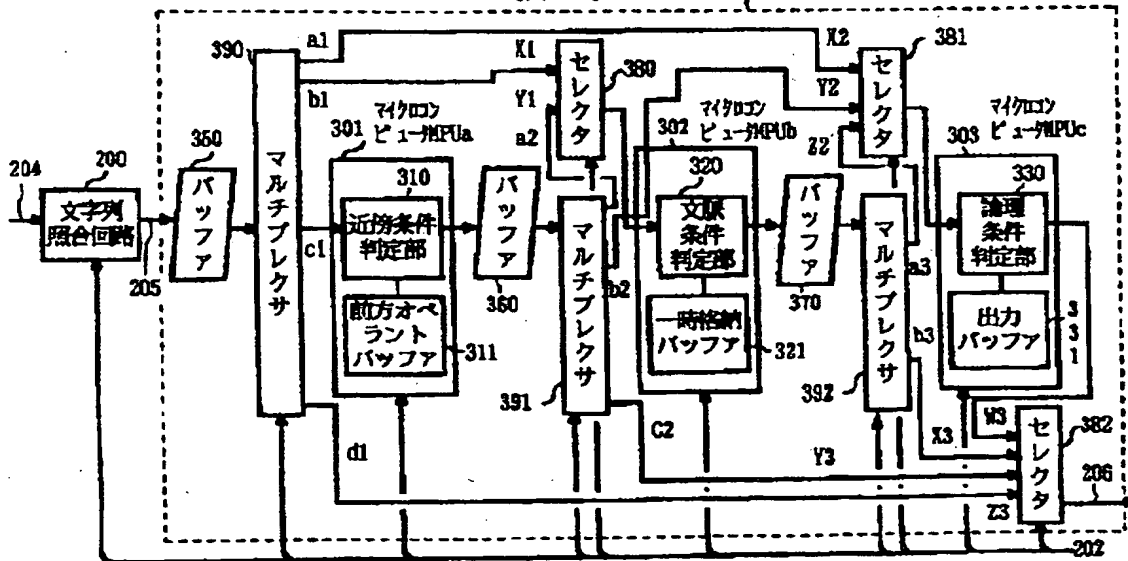 390
a1
X2
381
X1
セレクタ
380
セレクタ
b1
Y1
Y2
350
マイクロコン
301
ピュータMPUa
a2
マイクロコン
302
ピュータMPUb
マイクロコン
303
ピュータMPUc
Z2
204
200
文字列
照合回路
205
バッファ
マルチプレクサ
310
近傍条件
判定部
c1
バッファ
360
マルチプレクサ
320
文脈
条件
判定部
b2
バッファ
370
マルチプレクサ
a3
330
論理
条件
判定部
前方オペ
ラント
バッファ
311
391
一時格納
バッファ
321
392
b3
出力
バッファ
331
d1
C2
Y3
X3
W3
セレクタ
382
Z3
206
202